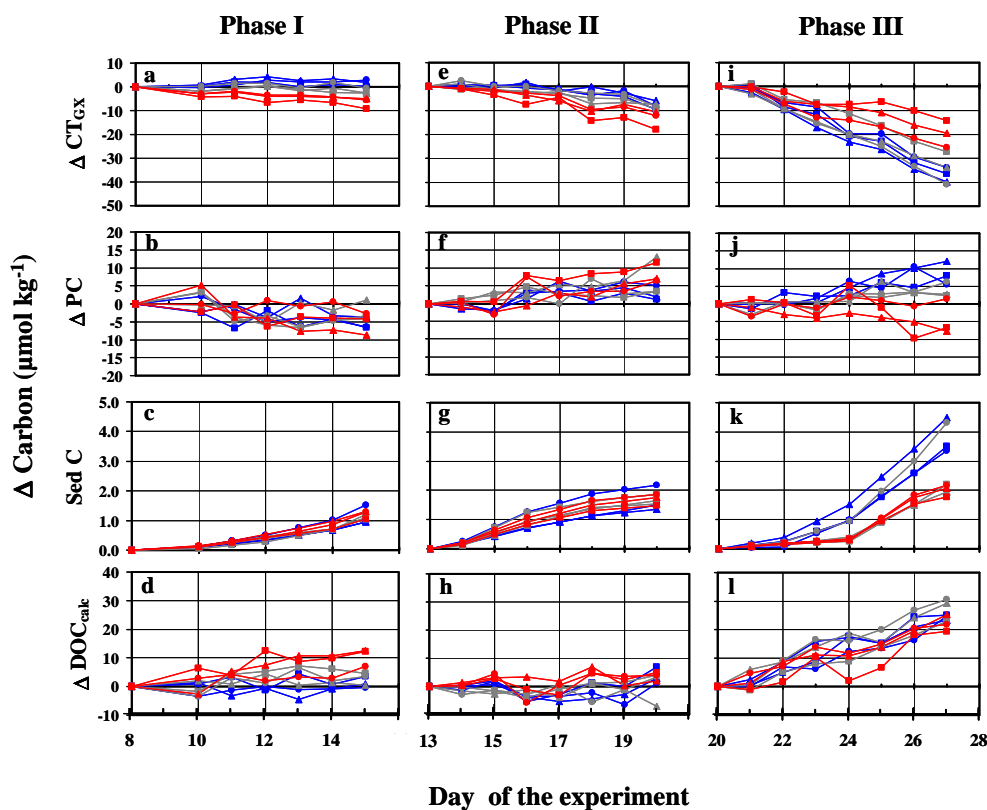 Phase I Phase II Phase III
Δ Carbon (µmol kg⁻¹)
Δ CT_GX
10
0
-10
-20
-30
-40
-50
a e i
Δ PC
20
15
10
5
0
-5
-10
-15
-20
b f j
Sed C
5.0
4.0
3.0
2.0
1.0
0.0
c g k
Δ DOC_calc
40
30
20
10
0
-10
d h l
8 10 12 14 13 15 17 19 20 22 24 26 28
Day of the experiment